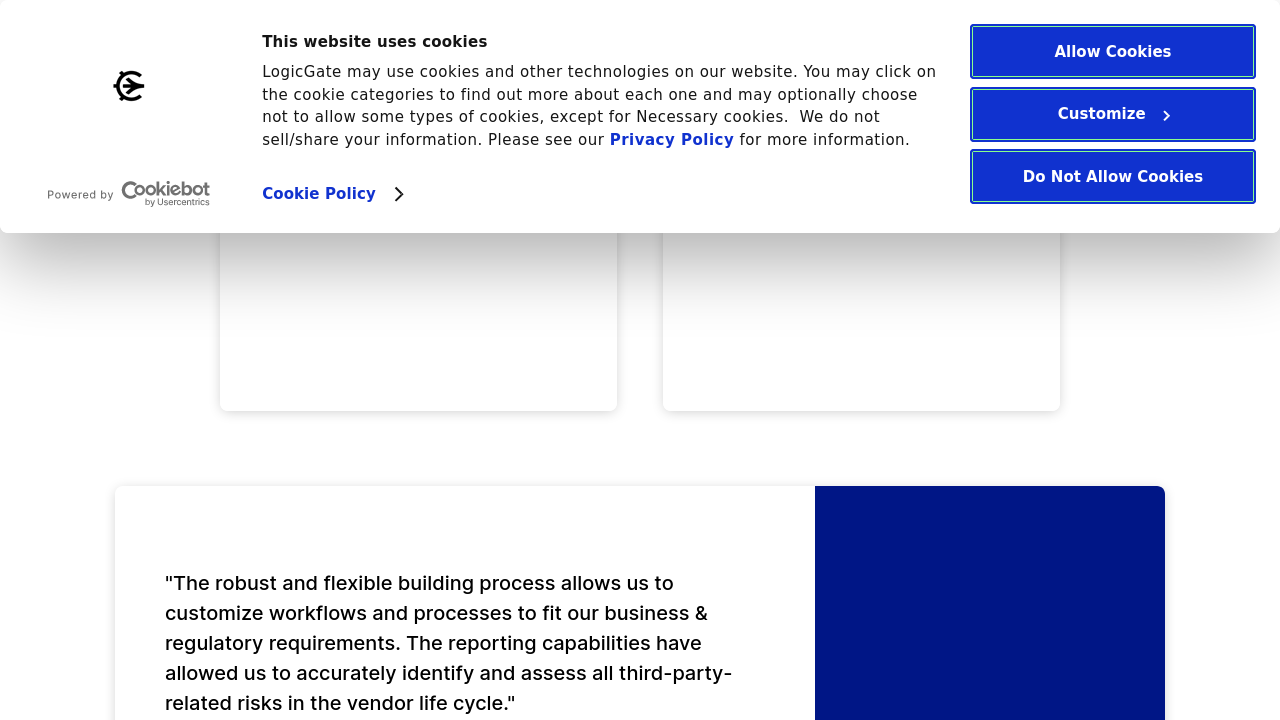 This website uses cookies
LogicGate may use cookies and other technologies on our website. You may click on
the cookie categories to find out more about each one and may optionally choose
not to allow some types of cookies, except for Necessary cookies.  We do not
sell/share your information. Please see our Privacy Policy for more information.
Cookie Policy
Powered by Cookiebot
by Usercentrics
Allow Cookies
Customize
Do Not Allow Cookies
"The robust and flexible building process allows us to
customize workflows and processes to fit our business &
regulatory requirements. The reporting capabilities have
allowed us to accurately identify and assess all third-party-
related risks in the vendor life cycle."